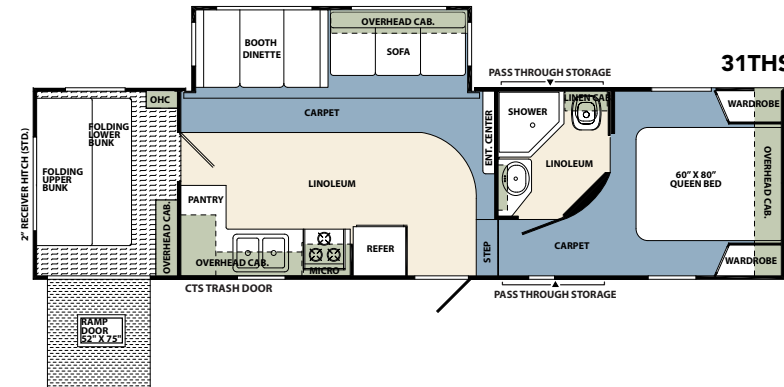 OVERHEAD CAB.
BOOTH
DINETTE
SOFA
31THS
PASS THROUGH STORAGE
OHC
LINEN CAB.
WARDROBE
SHOWER
CARPET
ENT. CENTER
FOLDING
LOWER
BUNK
2" RECEIVER HITCH (STD.)
FOLDING
UPPER
BUNK
LINOLEUM
LINOLEUM
60" X 80"
QUEEN BED
OVERHEAD CAB.
PANTRY
OVERHEAD CAB.
REFER
STEP
CARPET
OVERHEAD CAB.
MICRO
WARDROBE
CTS TRASH DOOR
PASS THROUGH STORAGE
RAMP
DOOR
52" X 75"